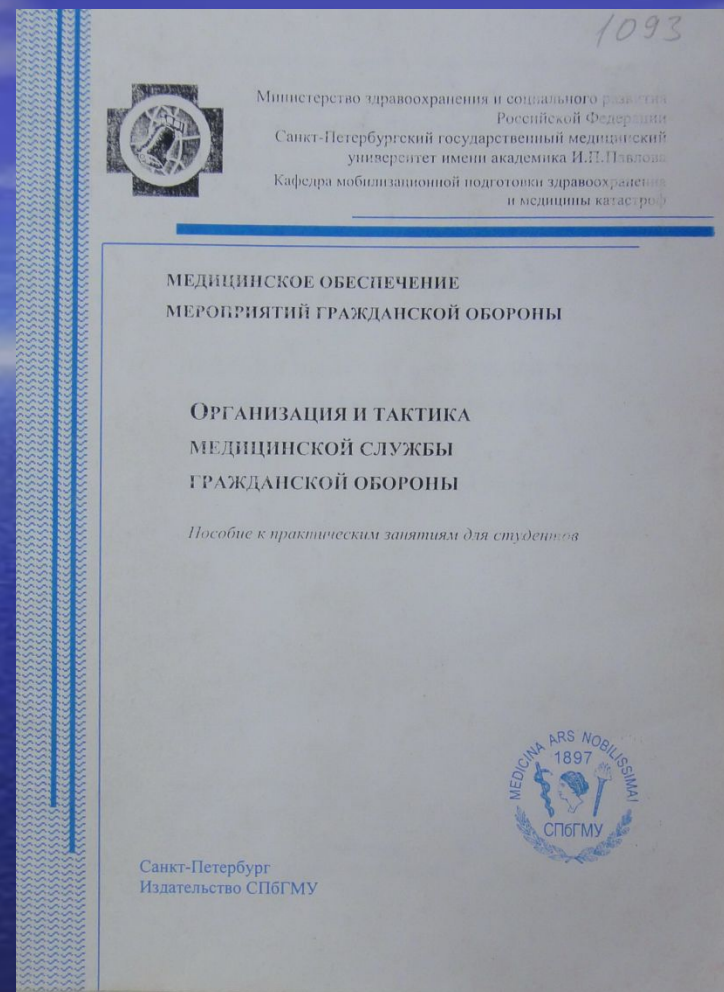 1093
Министерство здравоохранения и социального развития
Российской Федерации
Санкт-Петербургский государственный медицинский
университет имени академика И.П.Павлова
Кафедра мобилизационной подготовки здравоохранения
и медицины катастроф
МЕДИЦИНСКОЕ ОБЕСПЕЧЕНИЕ
МЕРОПРИЯТИЙ ГРАЖДАНСКОЙ ОБОРОНЫ
ОРГАНИЗАЦИЯ И ТАКТИКА
МЕДИЦИНСКОЙ СЛУЖБЫ
ГРАЖДАНСКОЙ ОБОРОНЫ
Пособие к практическим занятиям для студентов
MEDICINA ARS NOBILISSIMA!
1897
СПбГМУ
Санкт-Петербург
Издательство СПбГМУ